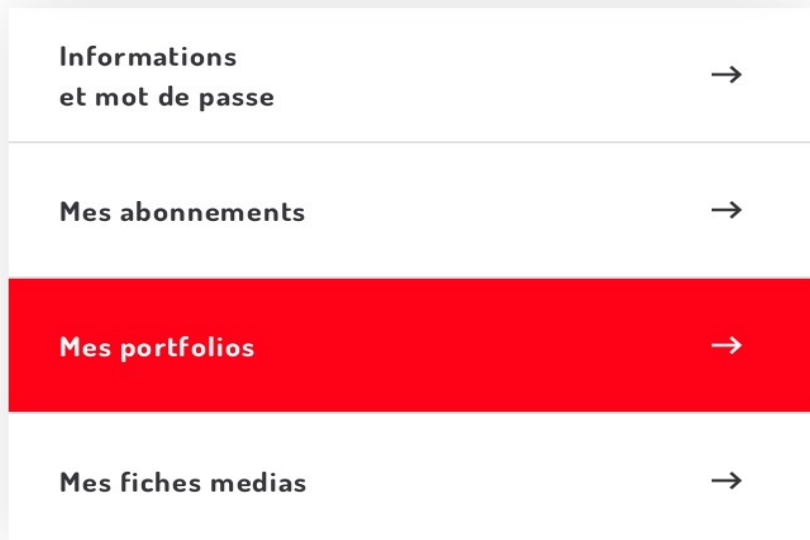 Informations
et mot de passe
Mes abonnements
Mes portfolios
Mes fiches medias